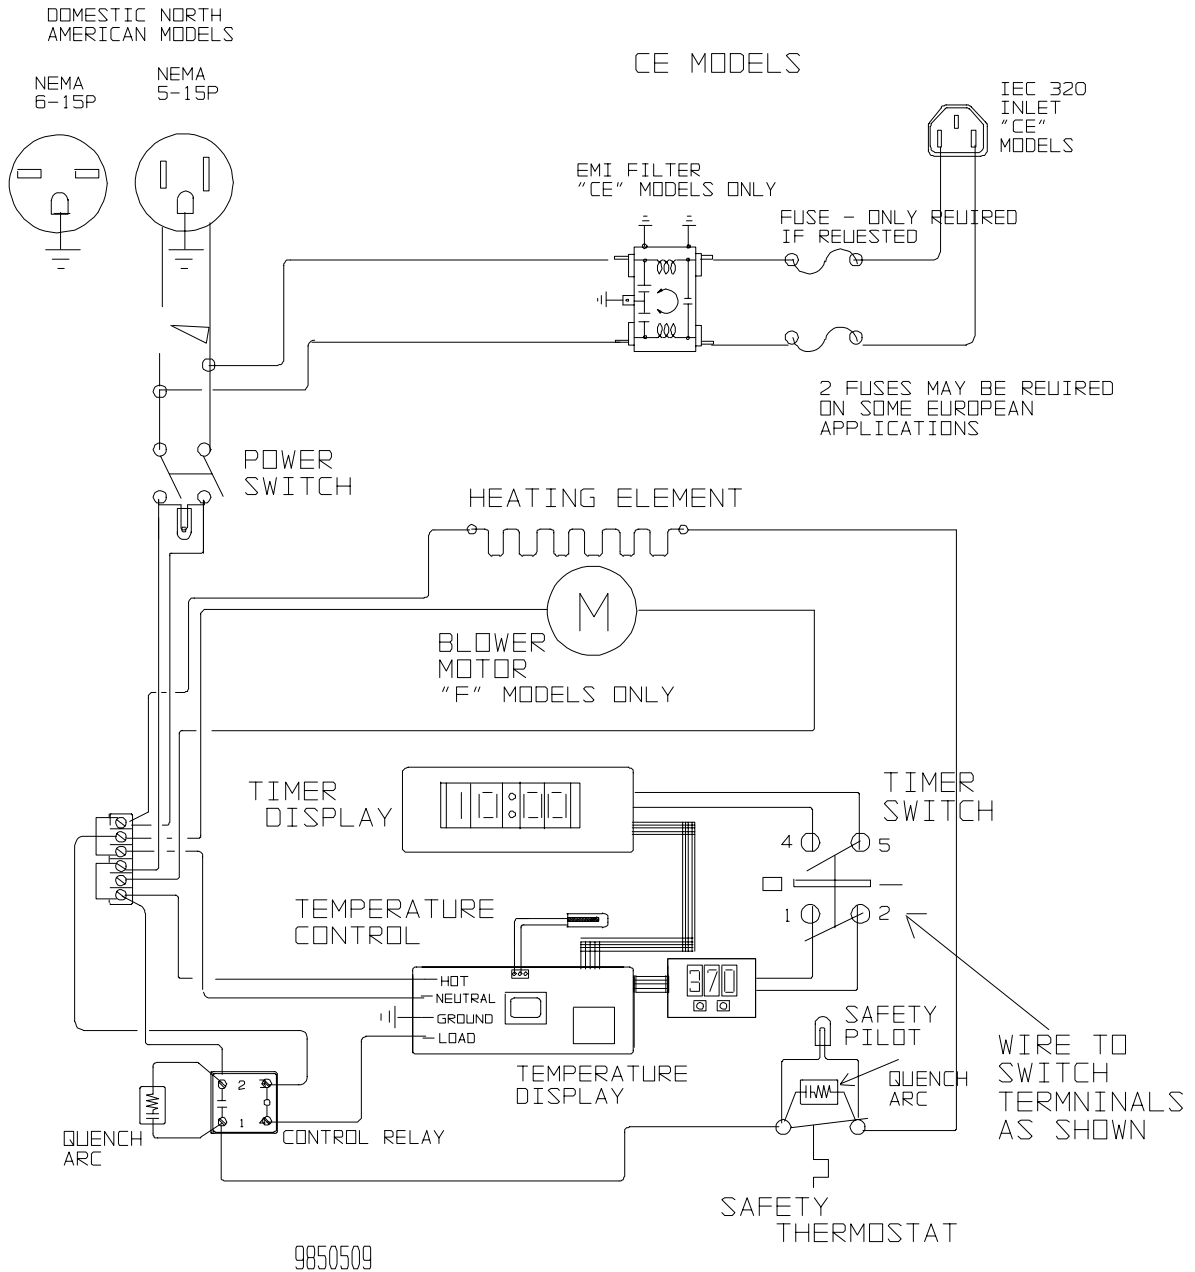 DOMESTIC NORTH
AMERICAN MODELS
NEMA
6-15P
NEMA
5-15P
CE MODELS
IEC 320
INLET
"CE"
MODELS
EMI FILTER
"CE" MODELS ONLY
FUSE - ONLY REUIRED
IF REUESTED
2 FUSES MAY BE REUIRED
ON SOME EUROPEAN
APPLICATIONS
POWER
SWITCH
HEATING ELEMENT
M
BLOWER
MOTOR
"F" MODELS ONLY
TIMER
DISPLAY
10:00
TIMER
SWITCH
4
5
1
2
TEMPERATURE
CONTROL
HOT
NEUTRAL
GROUND
LOAD
370
TEMPERATURE
DISPLAY
SAFETY
PILOT
QUENCH
ARC
WIRE TO
SWITCH
TERMNINALS
AS SHOWN
2
3
1
4
QUENCH
ARC
CONTROL RELAY
SAFETY
THERMOSTAT
9850509